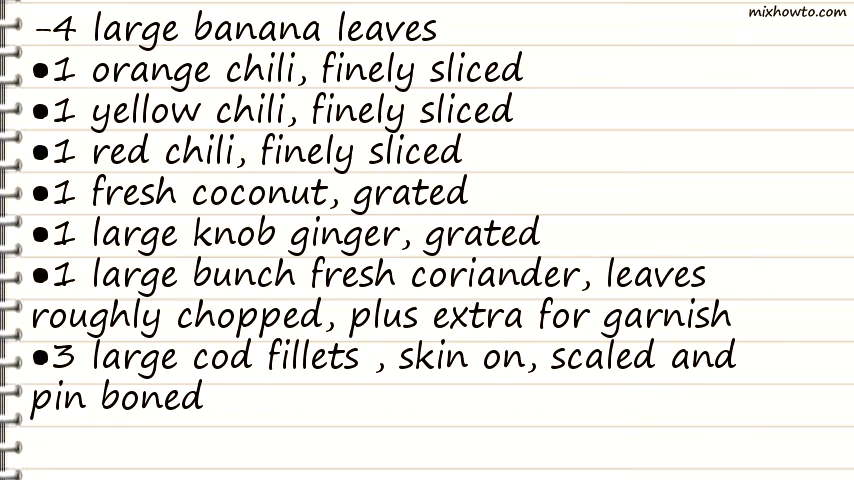 mixhowto.com
-4 large banana leaves
•1 orange chili, finely sliced
•1 yellow chili, finely sliced
•1 red chili, finely sliced
•1 fresh coconut, grated
•1 large knob ginger, grated
•1 large bunch fresh coriander, leaves
roughly chopped, plus extra for garnish
•3 large cod fillets , skin on, scaled and
pin boned